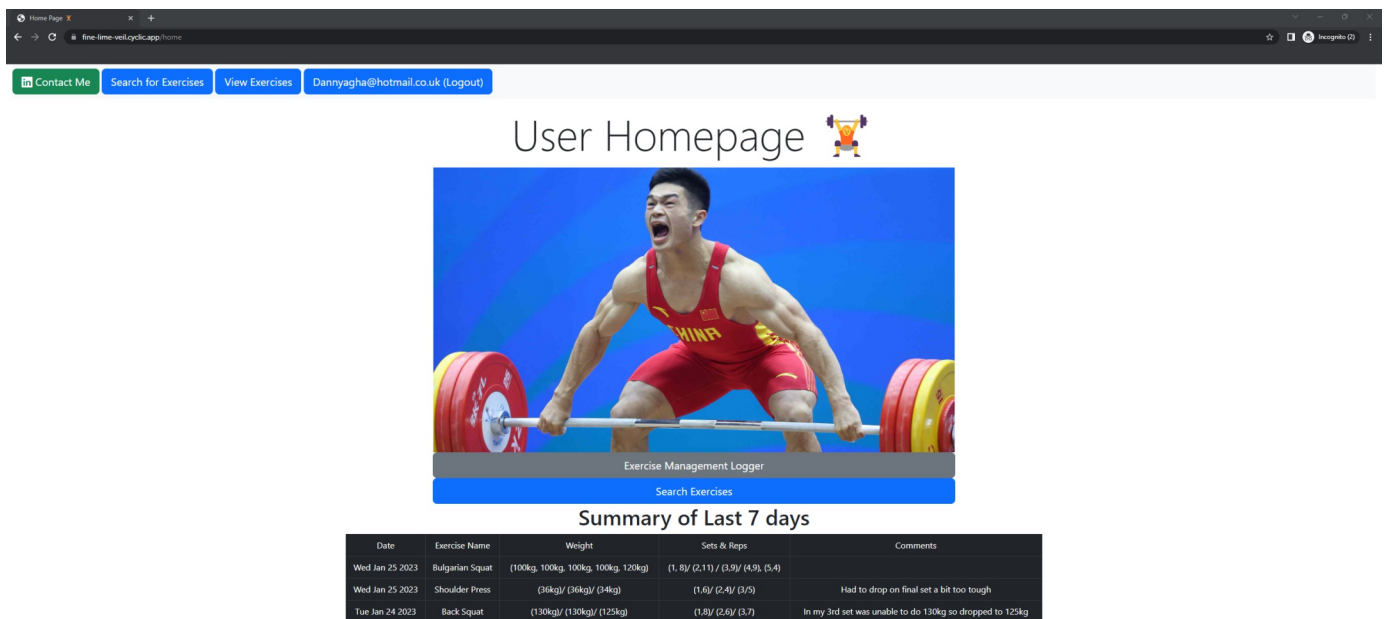 Home Page
fine-lime-veil.cyclic.app/home
Incognito (2)
in Contact Me
Search for Exercises
View Exercises
Dannyagha@hotmail.co.uk (Logout)
User Homepage
CHINA
Exercise Management Logger
Search Exercises
Summary of Last 7 days
Date Exercise Name Weight Sets & Reps Comments
Wed Jan 25 2023 Bulgarian Squat (100kg, 100kg, 100kg, 100kg, 120kg) (1, 8)/ (2,11) / (3,9)/ (4,9), (5,4)
Wed Jan 25 2023 Shoulder Press (36kg)/ (36kg)/ (34kg) (1,6)/ (2,4)/ (3/5) Had to drop on final set a bit too tough
Tue Jan 24 2023 Back Squat (130kg)/ (130kg)/ (125kg) (1,8)/ (2,6)/ (3,7) In my 3rd set was unable to do 130kg so dropped to 125kg